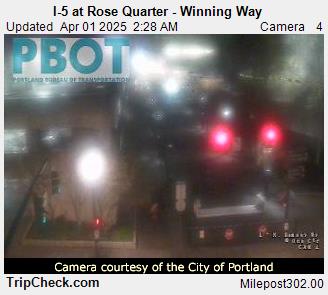 I-5 at Rose Quarter - Winning Way
Updated Apr 01 2025 2:28 AM Camera 4
PBOT
PORTLAND BUREAU OF TRANSPORTATION
Camera courtesy of the City of Portland
TripCheck.com Milepost302.00